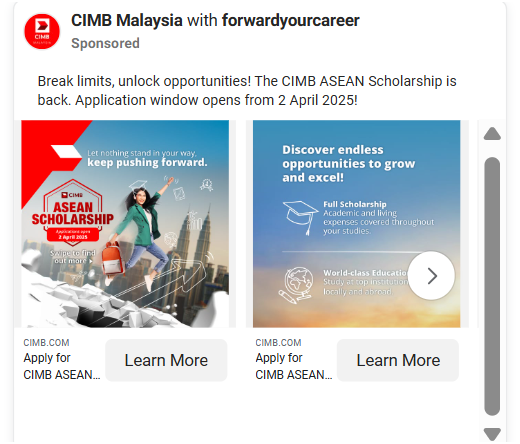 CIMB Malaysia with forwardyourcareer
Sponsored
Break limits, unlock opportunities! The CIMB ASEAN Scholarship is
back. Application window opens from 2 April 2025!
Let nothing stand in your way,
keep pushing forward.
CIMB
ASEAN
SCHOLARSHIP
Applications open
2 April 2025
Swipe to find
out more
Discover endless
opportunities to grow
and excel!
Full Scholarship
Academic and living
expenses covered throughout
your studies.
World-class Educatio
Study at top institution
locally and abroad.
CIMB.COM
Apply for
CIMB ASEAN...
Learn More
CIMB.COM
Apply for
CIMB ASEAN...
Learn More